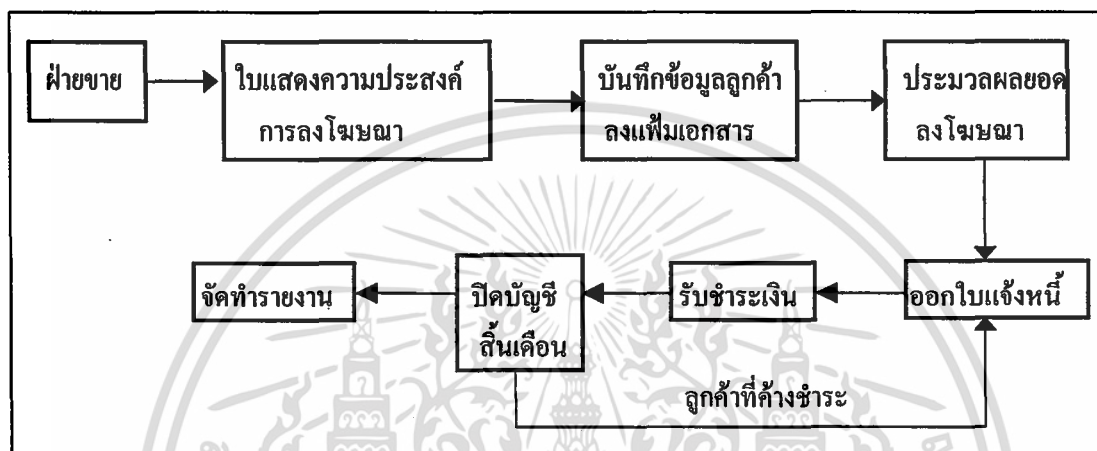 ฝ่ายขาย
ใบแสดงความประสงค์
การลงโฆษณา
บันทึกข้อมูลลูกค้า
ลงแฟ้มเอกสาร
ประมวลผลยอด
ลงโฆษณา
จัดทำรายงาน
ปิดบัญชี
สิ้นเดือน
รับชำระเงิน
ออกใบแจ้งหนี้
ลูกค้าที่ค้างชำระ